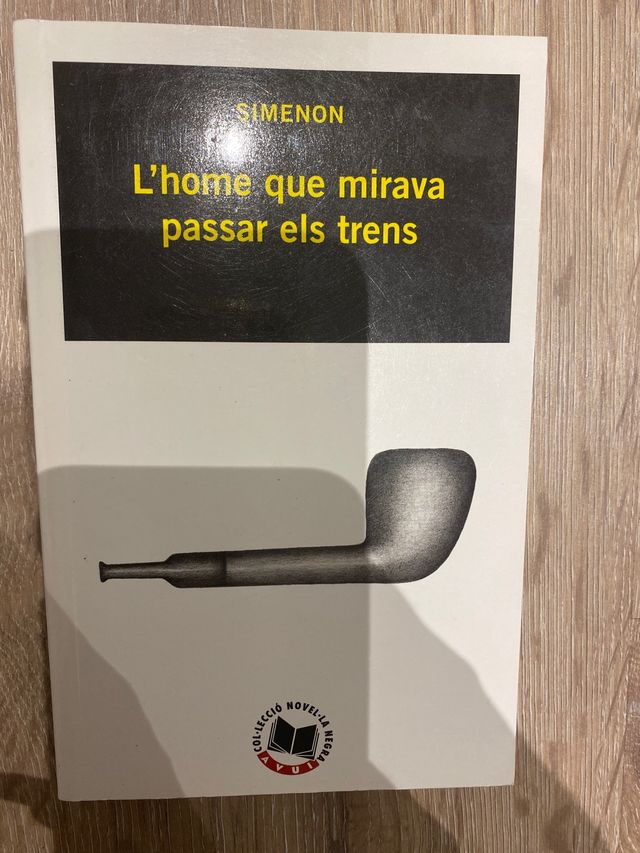 SIMENON
L'home que mirava
passar els trens
COL·LECCIÓ NOVEL·LA NEGRA
AVUI